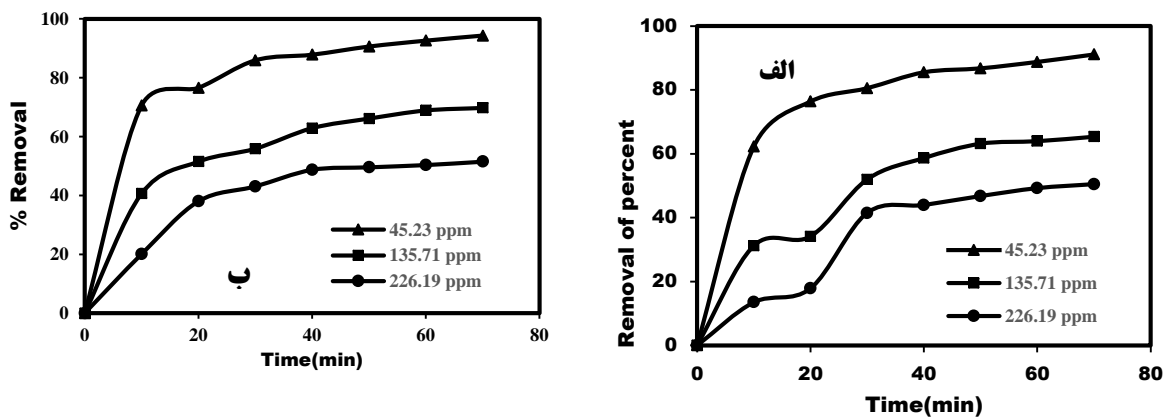 % Removal
100
80
60
40
20
0
ب
45.23 ppm
135.71 ppm
226.19 ppm
0 20 40 60 80
Time(min)
Removal of percent
100
80
60
40
20
0
الف
45.23 ppm
135.71 ppm
226.19 ppm
0 20 40 60 80
Time(min)